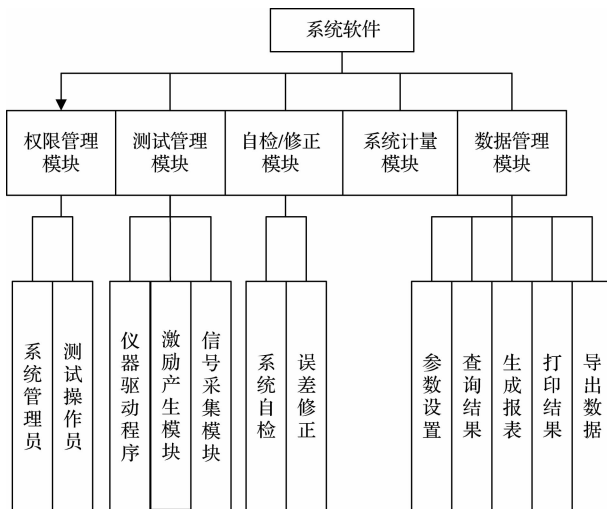 系统软件
权限管理
模块
测试管理
模块
自检/修正
模块
系统计量
模块
数据管理
模块
系统管理员
测试操作员
仪器驱动程序
激励产生模块
信号采集模块
系统自检
误差修正
参数设置
查询结果
生成报表
打印结果
导出数据